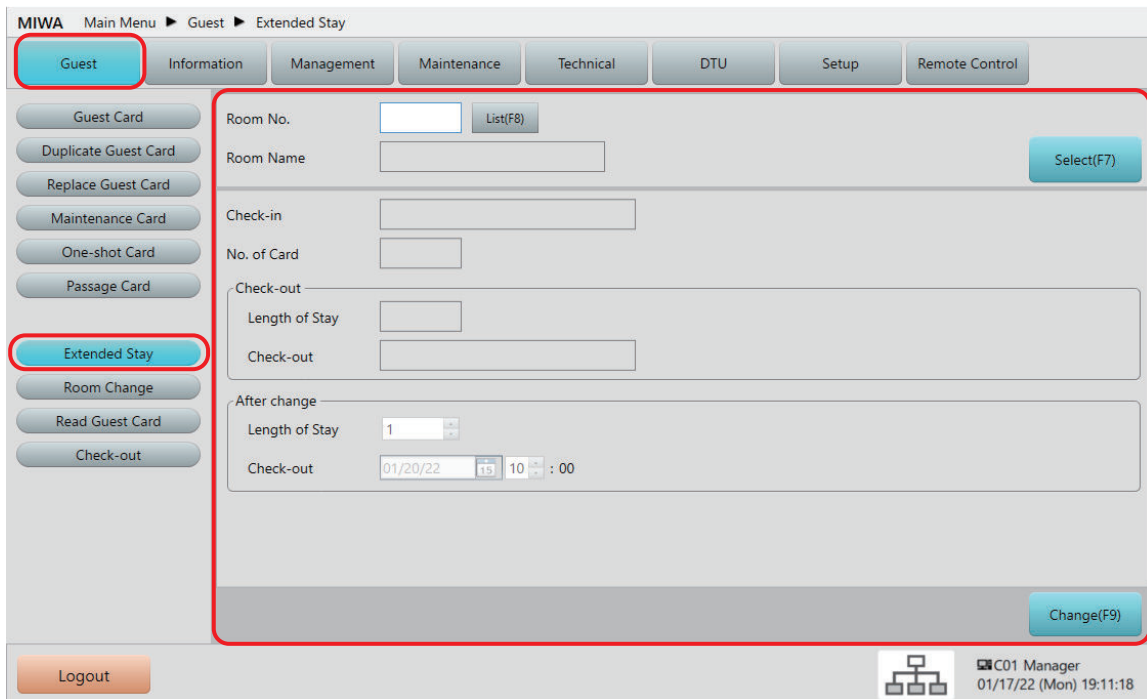 MIWA Main Menu ▶ Guest ▶ Extended Stay
Guest Information Management Maintenance Technical DTU Setup Remote Control
Guest Card
Duplicate Guest Card
Replace Guest Card
Maintenance Card
One-shot Card
Passage Card
Extended Stay
Room Change
Read Guest Card
Check-out
Room No. List(F8)
Room Name
Select(F7)
Check-in
No. of Card
Check-out
Length of Stay
Check-out
After change
Length of Stay 1
Check-out 01/20/22 15 10 : 00
Change(F9)
Logout
C01 Manager
01/17/22 (Mon) 19:11:18